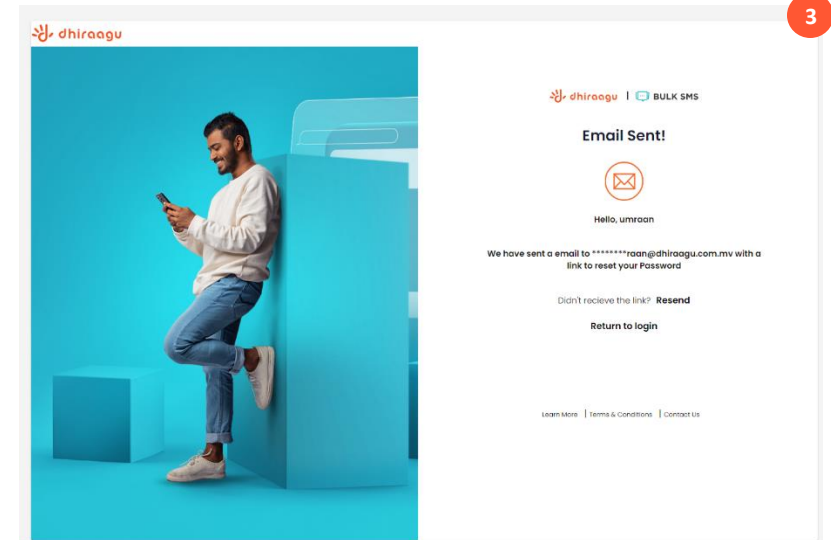 3
dhiraagu
dhiraagu | BULK SMS
Email Sent!
Hello, umraan
We have sent a email to ********raan@dhiraagu.com.mv with a
link to reset your Password
Didn't recieve the link? Resend
Return to login
Learn More | Terms & Conditions | Contact Us